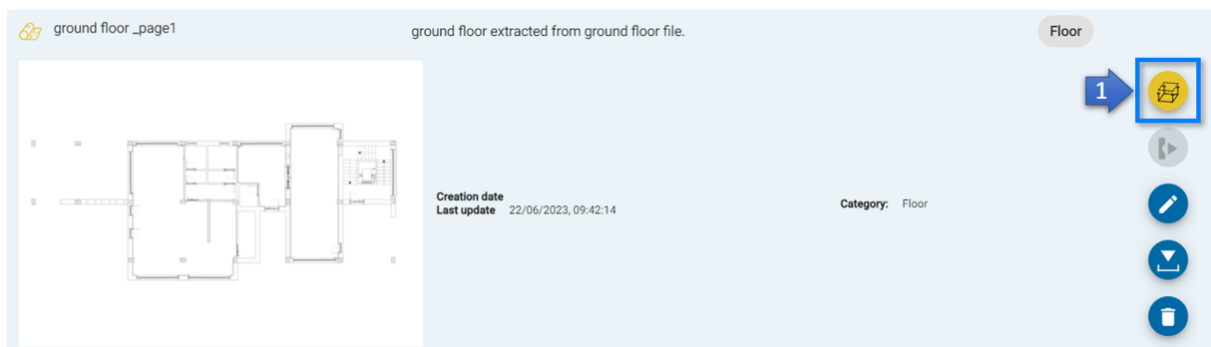 ground floor _page1
ground floor extracted from ground floor file.
Floor
1
Creation date
Last update 22/06/2023, 09:42:14
Category: Floor